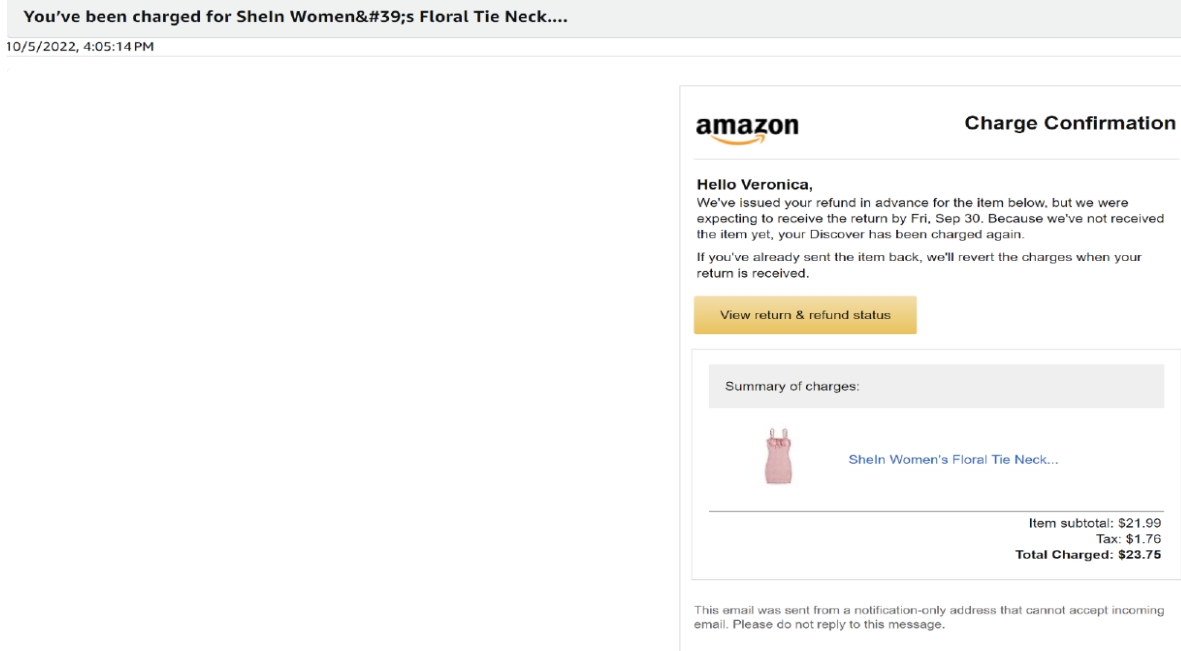 You've been charged for SheIn Women&#39;s Floral Tie Neck....
10/5/2022, 4:05:14 PM
amazon
Charge Confirmation
Hello Veronica,
We've issued your refund in advance for the item below, but we were
expecting to receive the return by Fri, Sep 30. Because we've not received
the item yet, your Discover has been charged again.
If you've already sent the item back, we'll revert the charges when your
return is received.
View return & refund status
Summary of charges:
SheIn Women's Floral Tie Neck...
Item subtotal: $21.99
Tax: $1.76
Total Charged: $23.75
This email was sent from a notification-only address that cannot accept incoming
email. Please do not reply to this message.